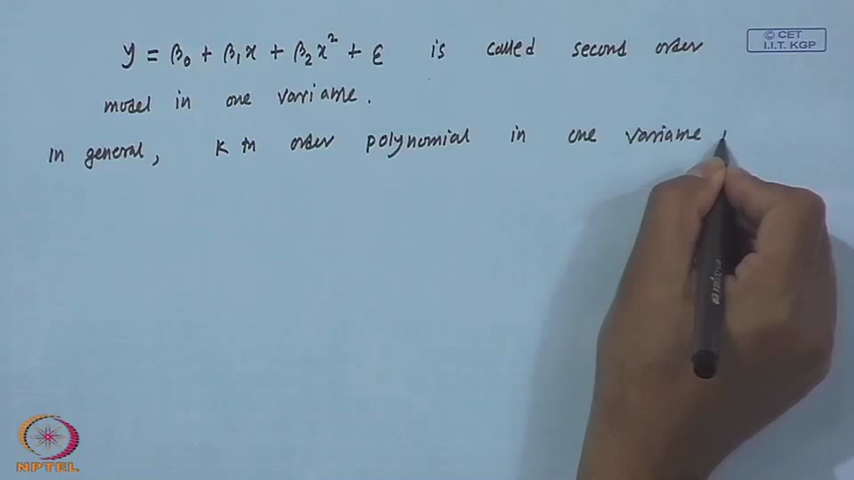 © CET
I.I.T. KGP
y = β₀ + β₁x + β₂x² + ε is called second order
model in one variable.
In general, k th order polynomial in one variable
NPTEL